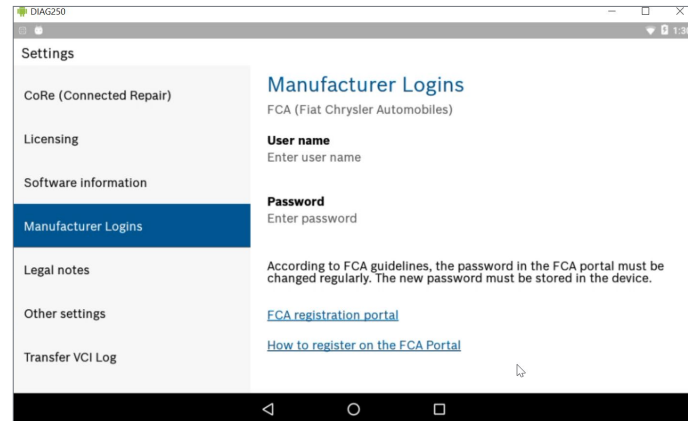 DIAG250
1:30
Settings
CoRe (Connected Repair)
Licensing
Software information
Manufacturer Logins
Legal notes
Other settings
Transfer VCI Log
Manufacturer Logins
FCA (Fiat Chrysler Automobiles)
User name
Enter user name
Password
Enter password
According to FCA guidelines, the password in the FCA portal must be
changed regularly. The new password must be stored in the device.
FCA registration portal
How to register on the FCA Portal